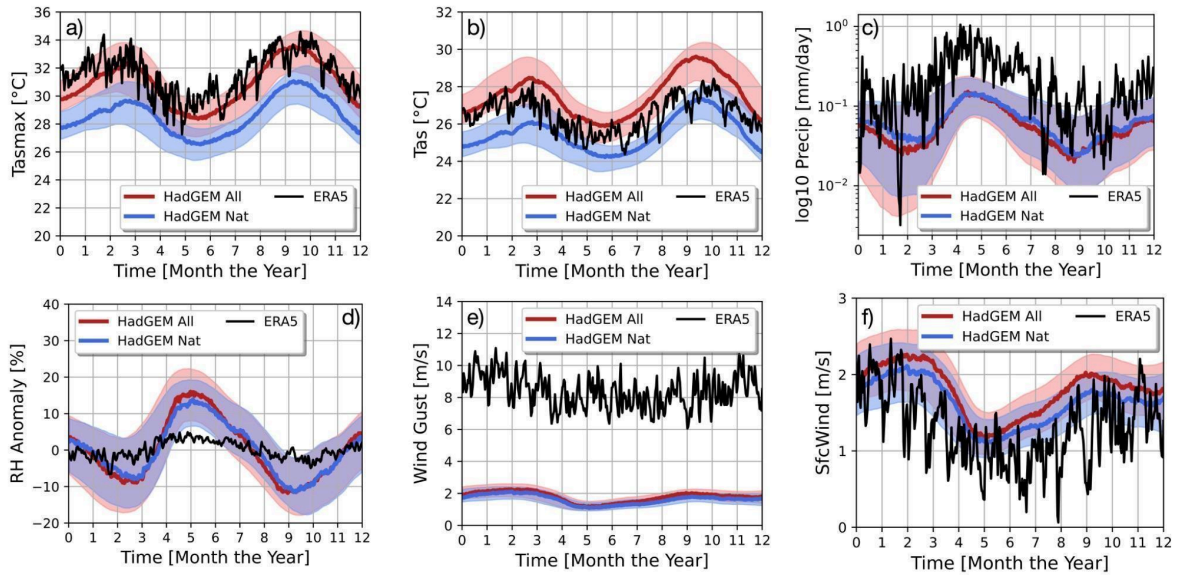 a)
Tasmax [°C]
36
34
32
30
28
26
24
22
20
HadGEM All
HadGEM Nat
ERA5
0 1 2 3 4 5 6 7 8 9 10 11 12
Time [Month the Year]
b)
Tas [°C]
36
34
32
30
28
26
24
22
20
HadGEM All
HadGEM Nat
ERA5
0 1 2 3 4 5 6 7 8 9 10 11 12
Time [Month the Year]
c)
log10 Precip [mm/day]
10⁰
10⁻¹
10⁻²
HadGEM All
HadGEM Nat
ERA5
0 1 2 3 4 5 6 7 8 9 10 11 12
Time [Month the Year]
d)
RH Anomaly [%]
40
30
20
10
0
−10
−20
HadGEM All
HadGEM Nat
ERA5
0 1 2 3 4 5 6 7 8 9 10 11 12
Time [Month the Year]
e)
Wind Gust [m/s]
14
12
10
8
6
4
2
0
HadGEM All
HadGEM Nat
ERA5
0 1 2 3 4 5 6 7 8 9 10 11 12
Time [Month the Year]
f)
SfcWind [m/s]
3
2
1
0
HadGEM All
HadGEM Nat
ERA5
0 1 2 3 4 5 6 7 8 9 10 11 12
Time [Month the Year]